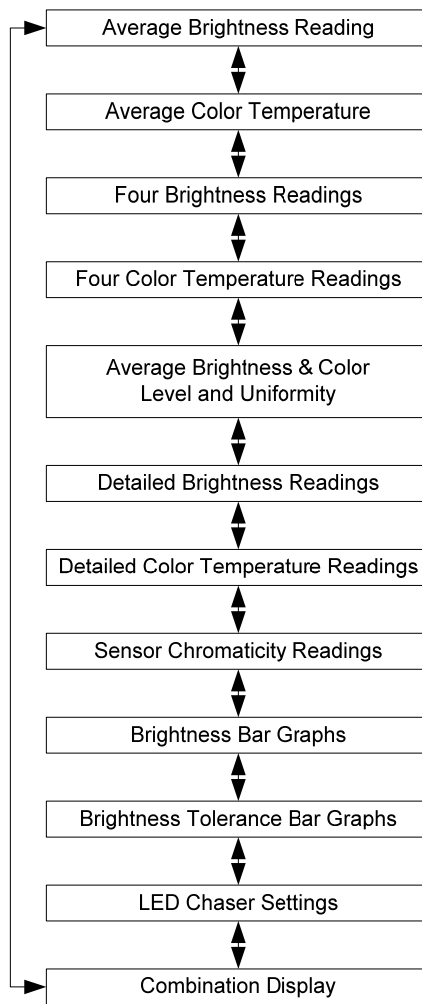 Average Brightness Reading
Average Color Temperature
Four Brightness Readings
Four Color Temperature Readings
Average Brightness & Color
Level and Uniformity
Detailed Brightness Readings
Detailed Color Temperature Readings
Sensor Chromaticity Readings
Brightness Bar Graphs
Brightness Tolerance Bar Graphs
LED Chaser Settings
Combination Display